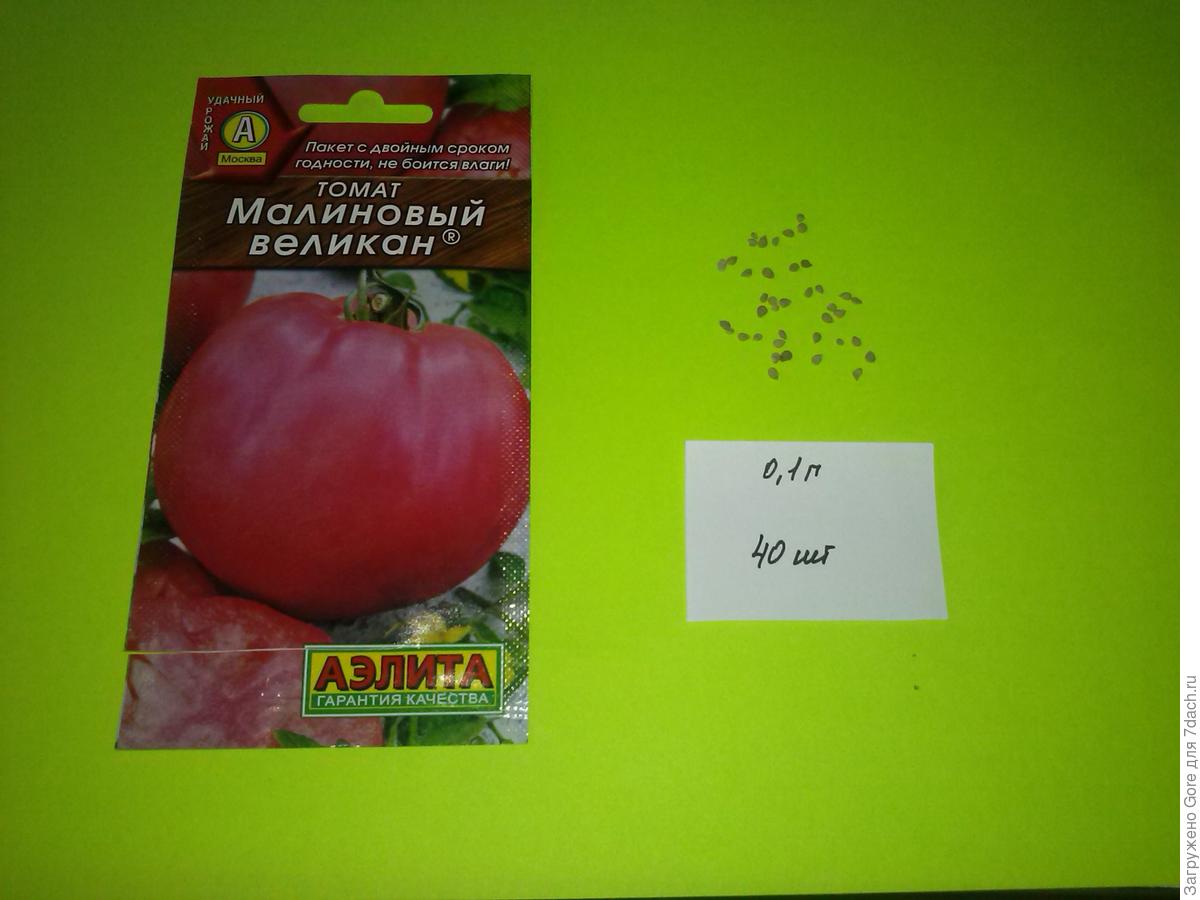 УДАЧНЫЙ
УРОЖАЙ
А
Москва
Пакет с двойным сроком
годности, не боится влаги!
ТОМАТ
Малиновый
великан®
АЭЛИТА
ГАРАНТИЯ КАЧЕСТВА
0,1 г
40 шт
Загружено Gore для 7dach.ru